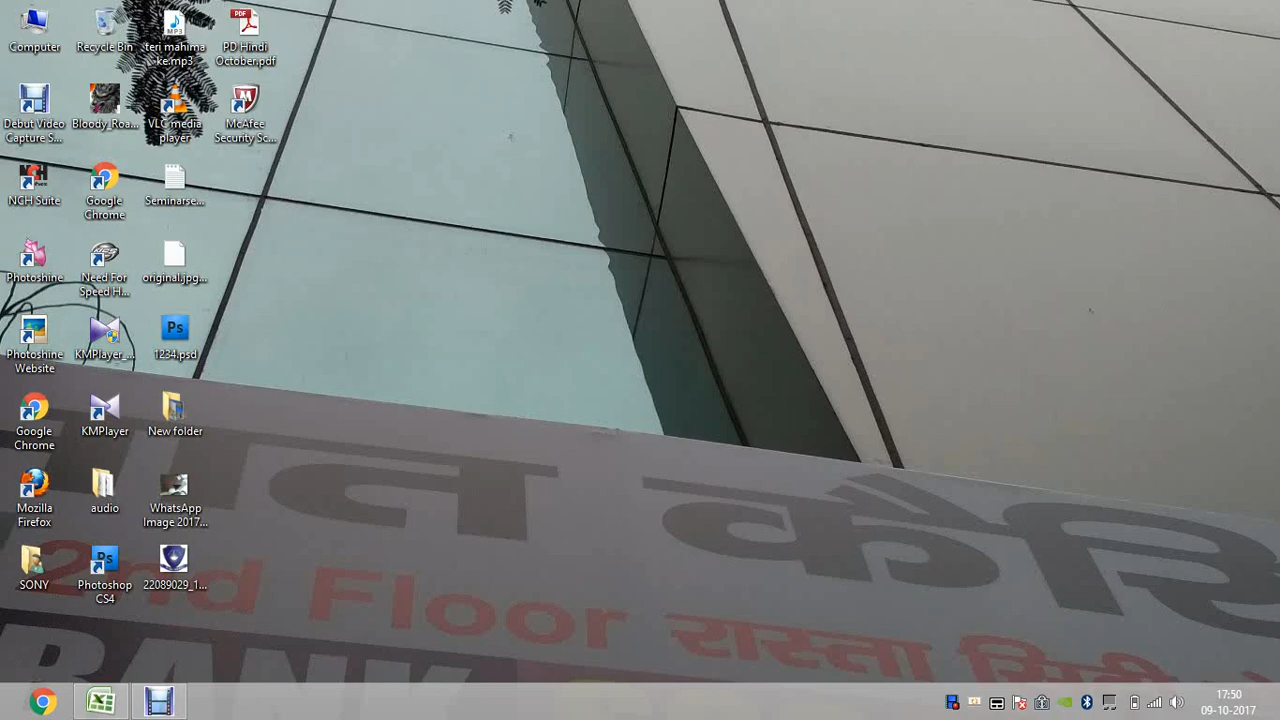 Computer
Recycle Bin
teri mahima ke.mp3
PD Hindi October.pdf
Debut Video Capture S...
Bloody_Roa...
VLC media player
McAfee Security Sc...
NCH Suite
Google Chrome
Seminarse...
Photoshine
Need For Speed H...
original.jpg...
Photoshine Website
KMPlayer_...
1234.psd
Google Chrome
KMPlayer
New folder
Mozilla Firefox
audio
WhatsApp Image 2017...
SONY
Photoshop CS4
22089029_1...
2nd Floor रास्ता
BANK
17:50
09-10-2017